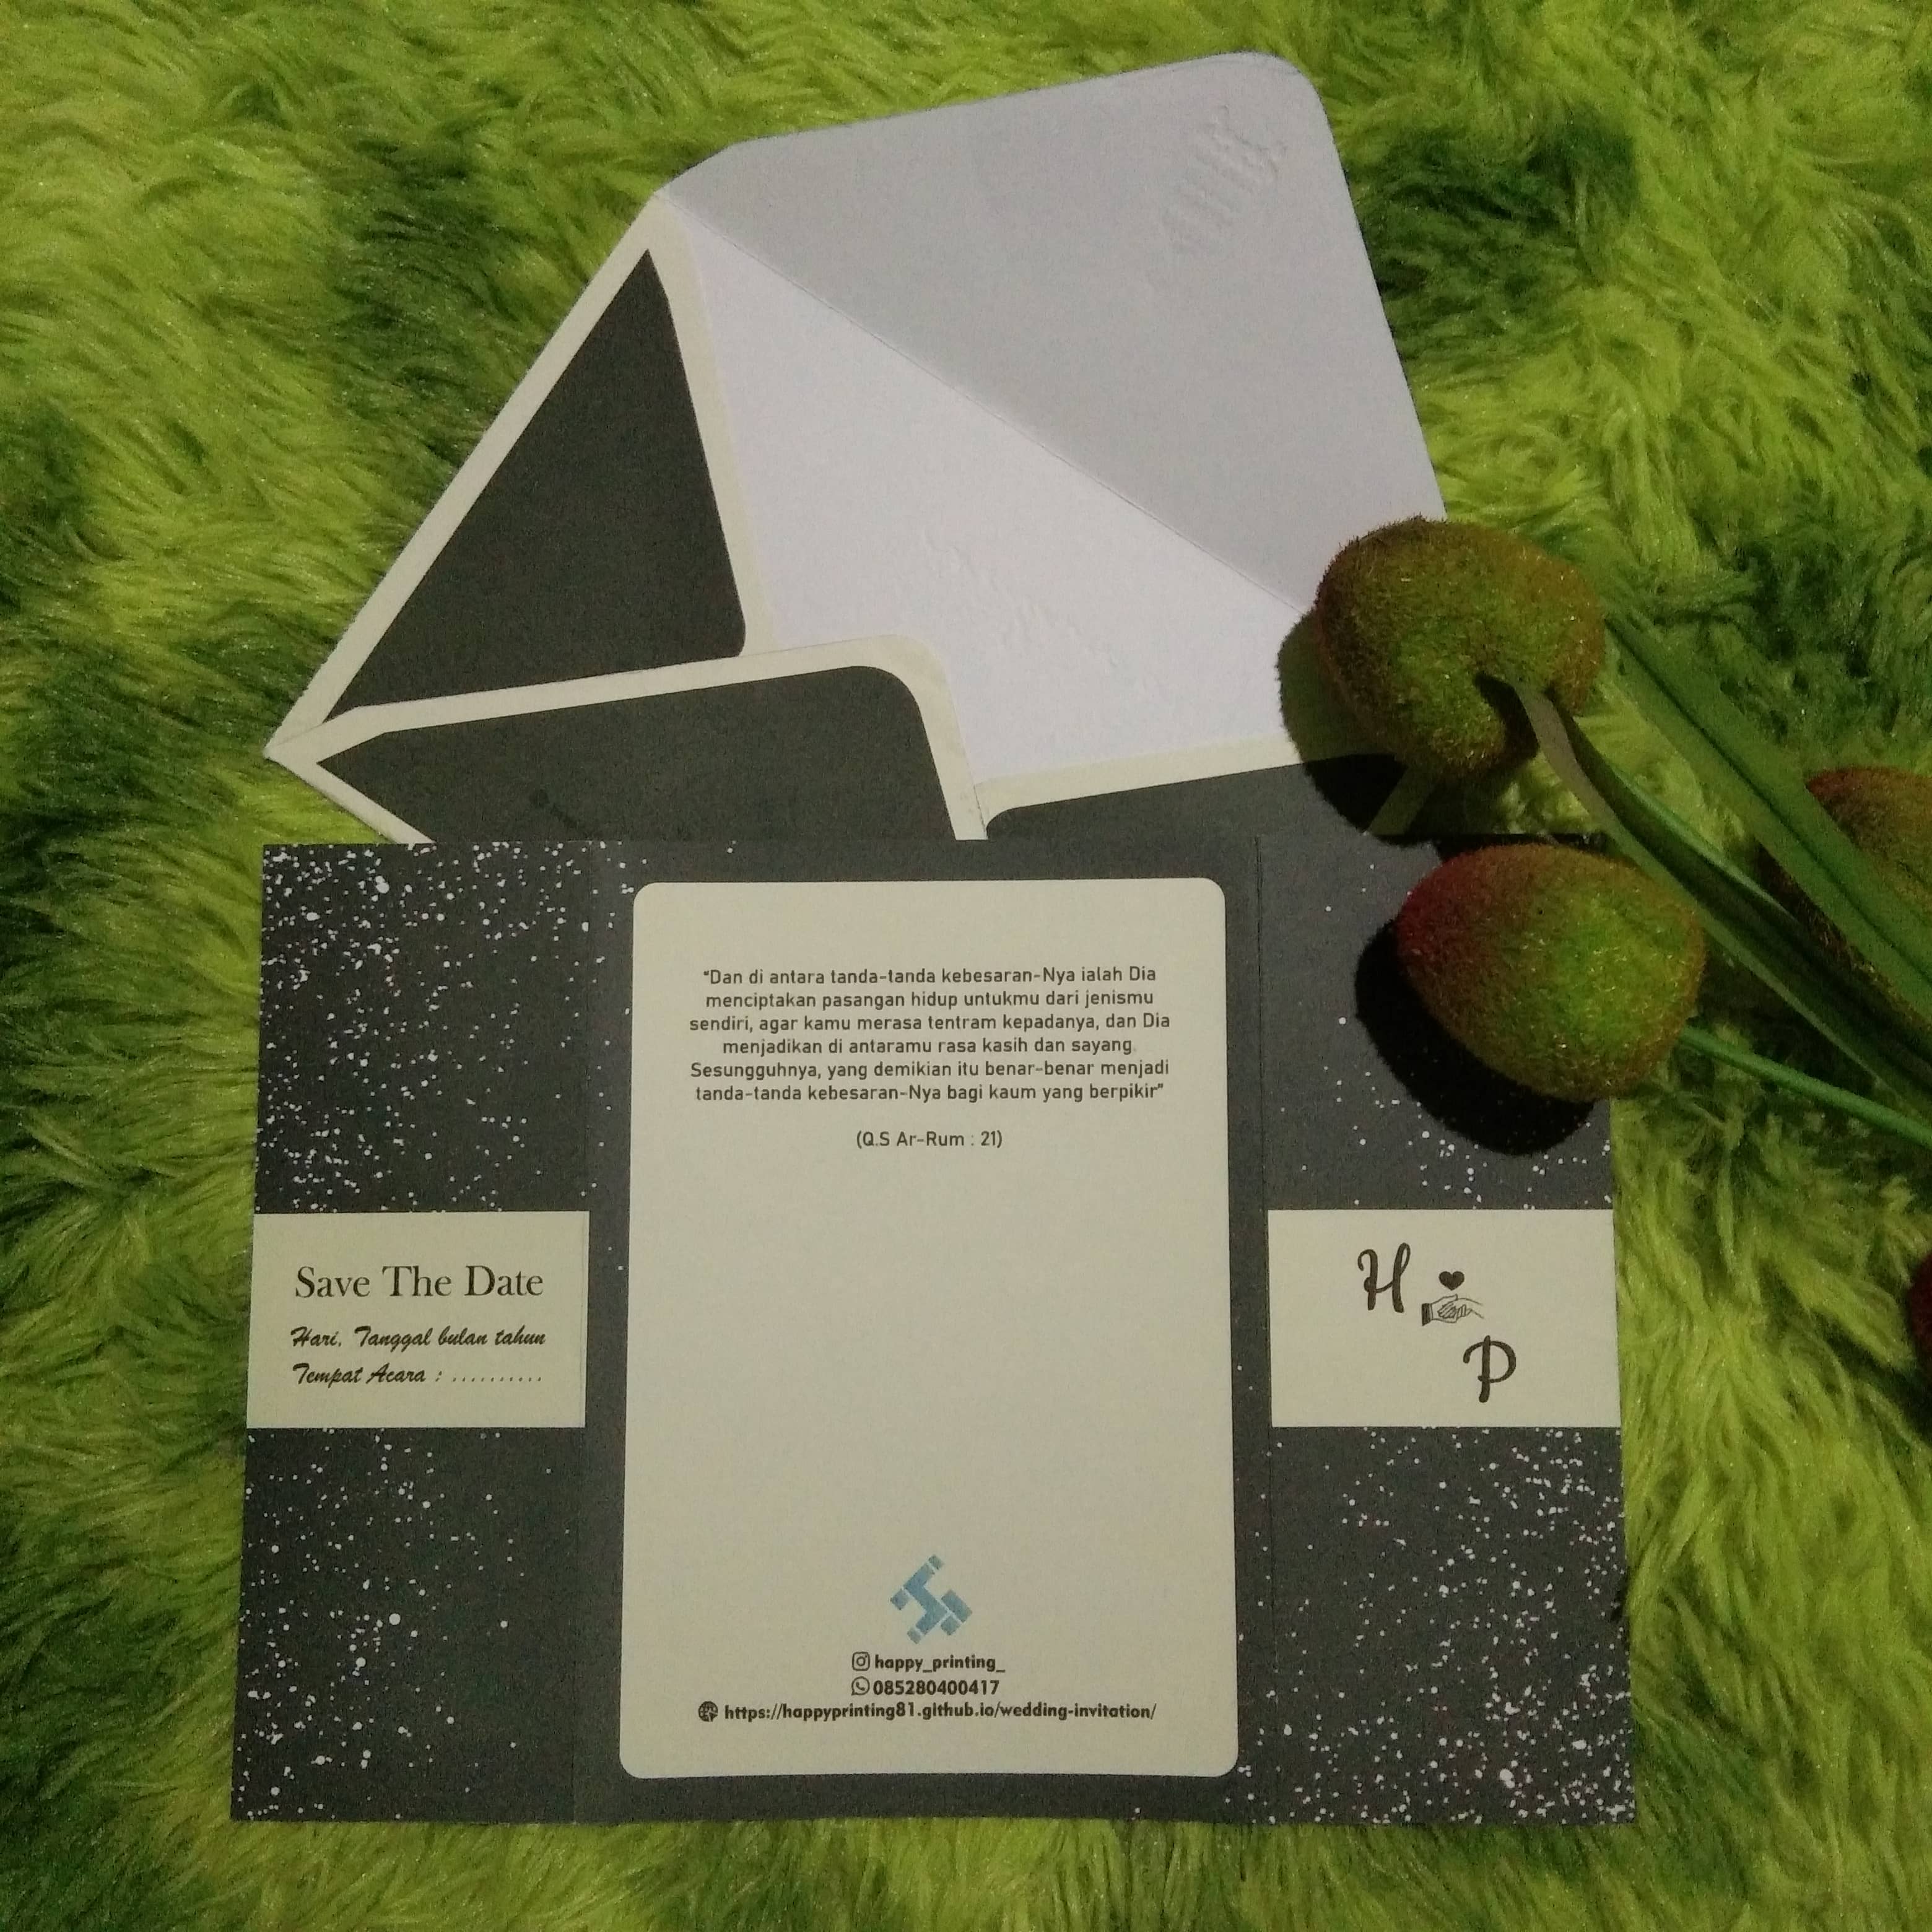 “Dan di antara tanda-tanda kebesaran-Nya ialah Dia
menciptakan pasangan hidup untukmu dari jenismu
sendiri, agar kamu merasa tentram kepadanya, dan Dia
menjadikan di antaramu rasa kasih dan sayang.
Sesungguhnya, yang demikian itu benar-benar menjadi
tanda-tanda kebesaran-Nya bagi kaum yang berpikir”
(Q.S Ar-Rum : 21)
Save The Date
Hari, Tanggal bulan tahun
Tempat Acara : ..........
H
P
happy_printing_
085280400417
https://happyprinting81.github.io/wedding-invitation/